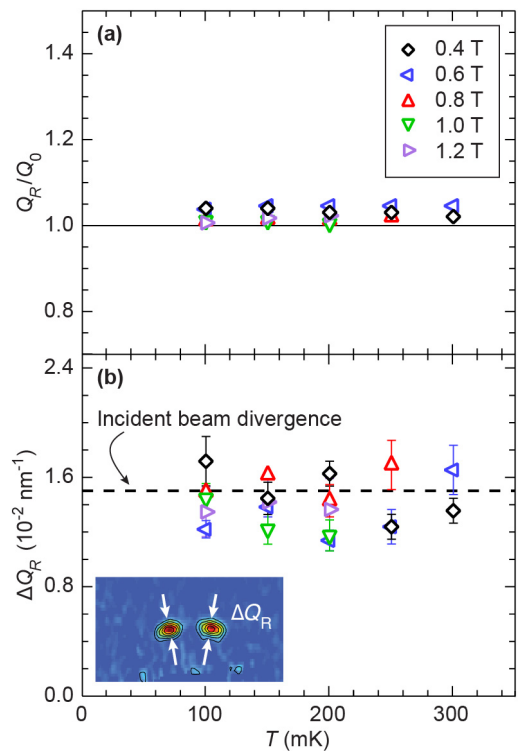 (a)
1.4
1.2
1.0
0.8
Q_R/Q_0
0.4 T
0.6 T
0.8 T
1.0 T
1.2 T
(b)
2.4
1.6
0.8
0.0
ΔQ_R (10⁻² nm⁻¹)
Incident beam divergence
ΔQ_R
0 100 200 300
T (mK)